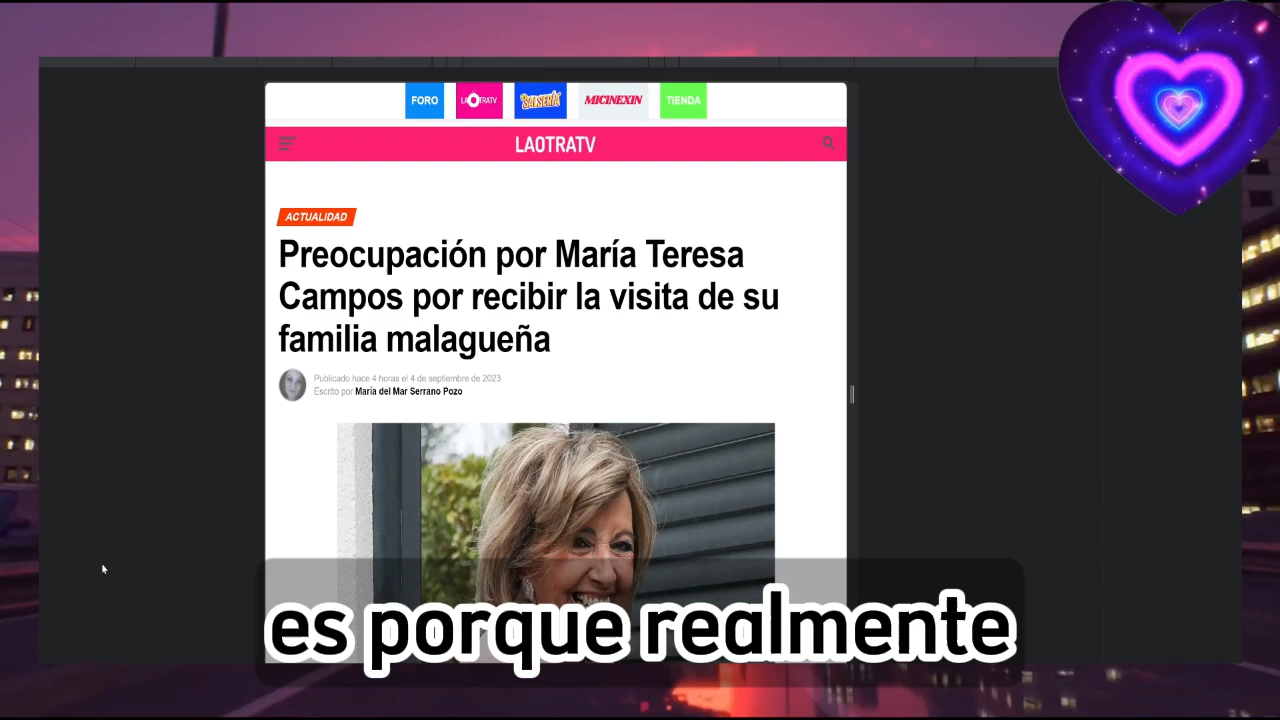 FORO
LAOTRATV
SALSERÍA
MICINEXIN
TIENDA
LAOTRATV
ACTUALIDAD
Preocupación por María Teresa
Campos por recibir la visita de su
familia malagueña
Publicado hace 4 horas el 4 de septiembre de 2023
Escrito por María del Mar Serrano Pozo
es porque realmente